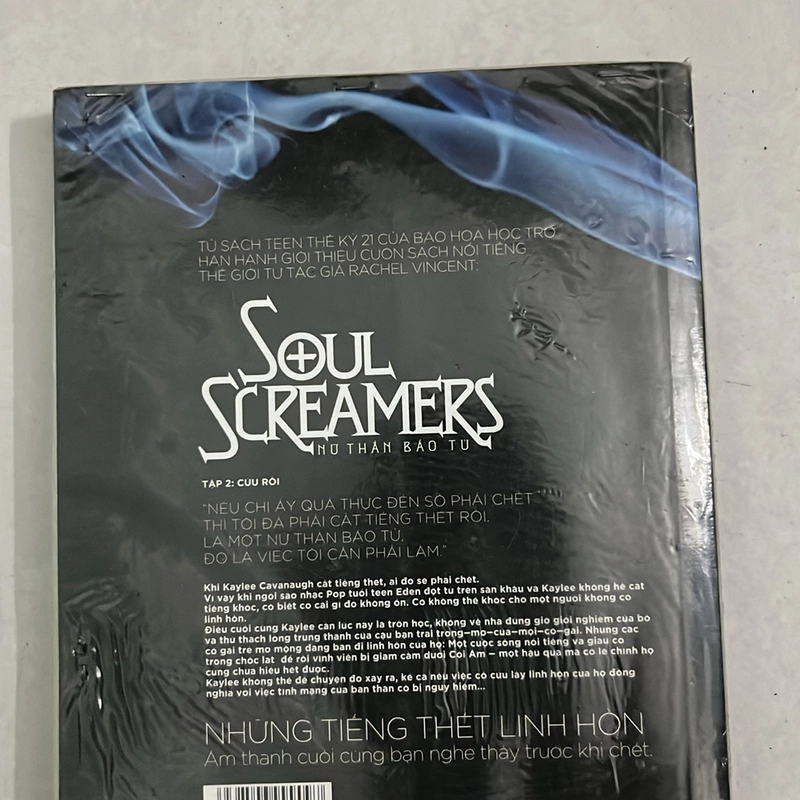 TỦ SÁCH TEEN THẾ KỶ 21 CỦA BÁO HOA HỌC TRÒ
HÂN HẠNH GIỚI THIỆU CUỐN SÁCH NỔI TIẾNG
THẾ GIỚI TỪ TÁC GIẢ RACHEL VINCENT:
SOUL
SCREAMERS
NỮ THẦN BÁO TỬ
TẬP 2: CỨU RỖI
"NẾU CHỊ ẤY QUẢ THỰC ĐẾN SỐ PHẢI CHẾT...
THÌ TÔI ĐÃ PHẢI CẤT TIẾNG THÉT RỒI.
LÀ MỘT NỮ THẦN BÁO TỬ,
ĐÓ LÀ VIỆC TÔI CẦN PHẢI LÀM."
Khi Kaylee Cavanaugh cất tiếng thét, ai đó sẽ phải chết.
Vì vậy khi ngôi sao nhạc Pop tuổi teen Eden đột tử trên sân khấu và Kaylee không hề cất
tiếng khóc, cô biết có cái gì đó không ổn. Cô không thể khóc cho một người không có
linh hồn.
Điều cuối cùng Kaylee cần lúc này là trốn học, không về nhà đúng giờ giới nghiêm của bố
và thử thách lòng trung thành của cậu bạn trai trong-mơ-của-mọi-cô-gái. Nhưng các
cô gái trẻ mơ mộng đang bán đi linh hồn của họ: Một cuộc sống nổi tiếng và giàu có
trong chốc lát để rồi vĩnh viễn bị giam cầm dưới Cõi Âm – một hậu quả mà có lẽ chính họ
cũng chưa hiểu hết được.
Kaylee không thể để chuyện đó xảy ra, kể cả nếu việc cô cứu lấy linh hồn của họ đồng
nghĩa với việc tính mạng của bản thân cô bị nguy hiểm...
NHỮNG TIẾNG THÉT LINH HỒN
Âm thanh cuối cùng bạn nghe thấy trước khi chết.